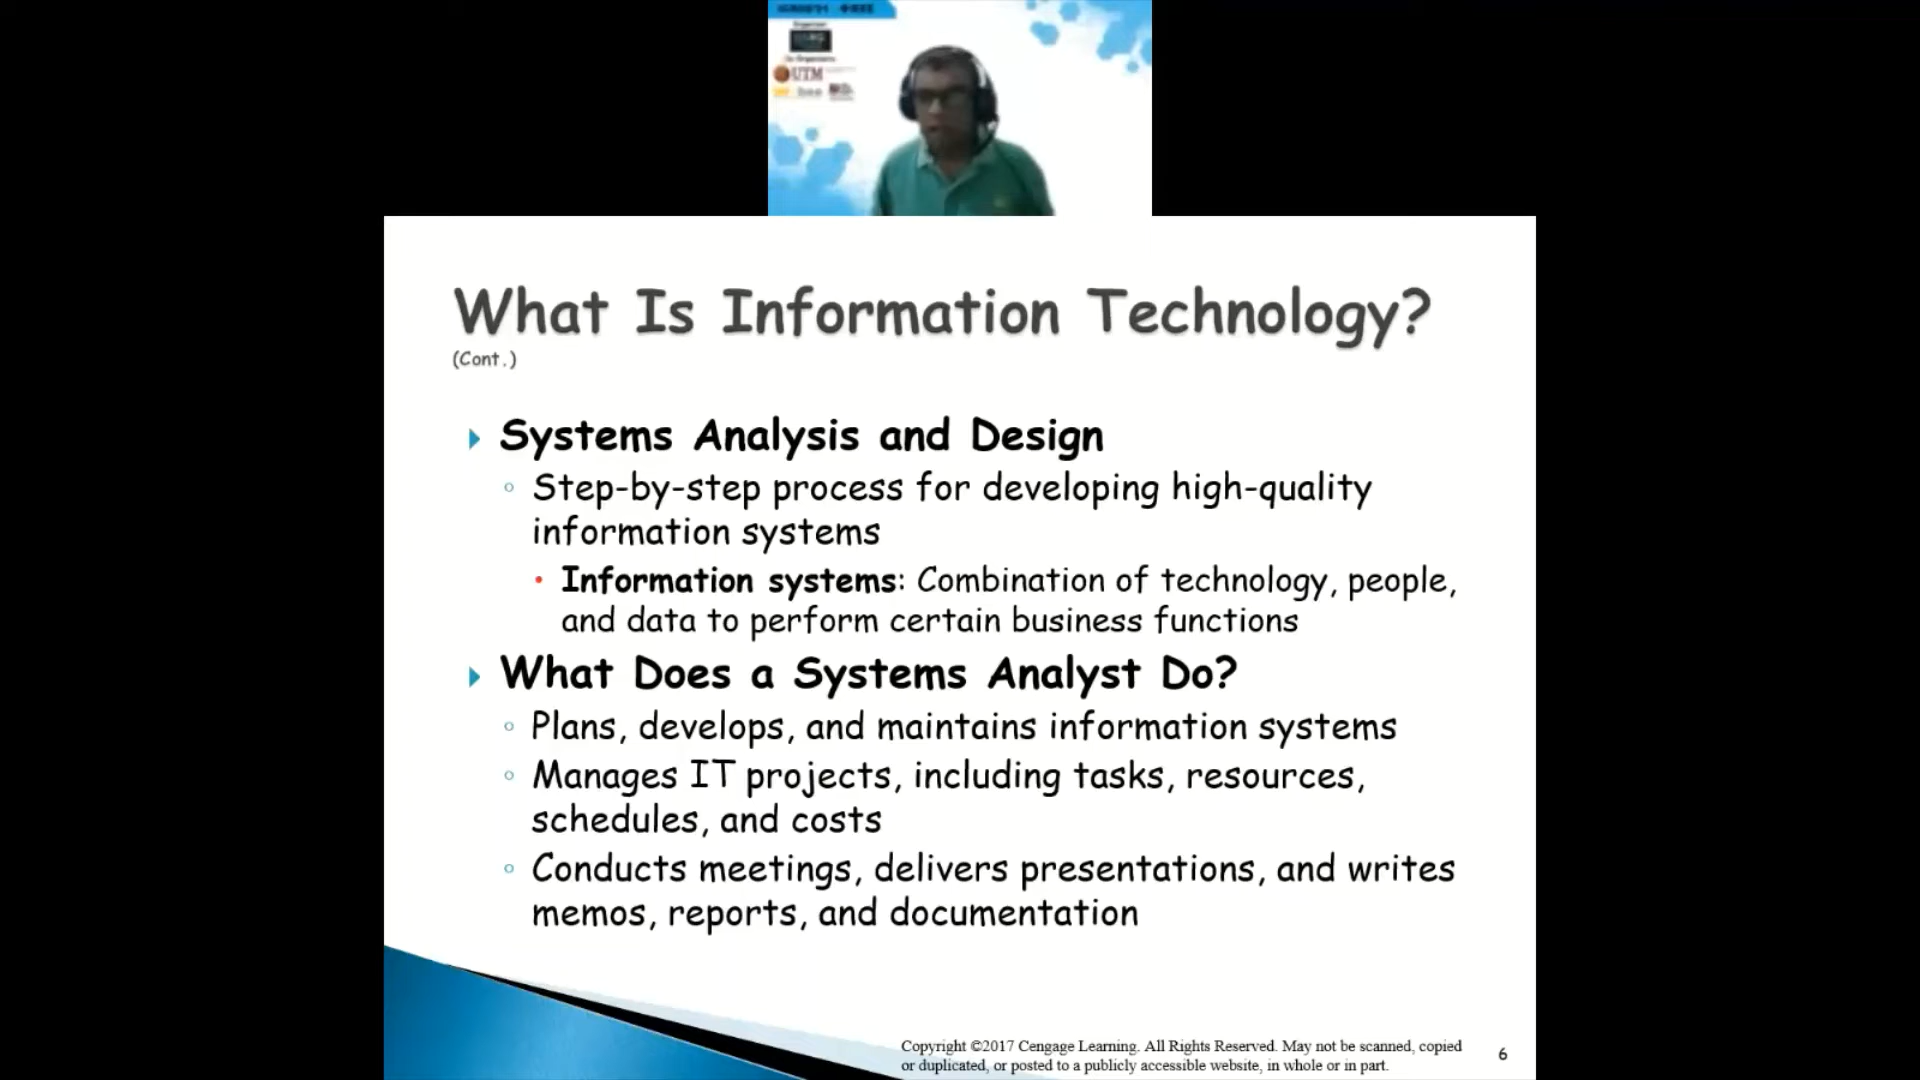 UTM
What Is Information Technology?
(Cont.)
Systems Analysis and Design
Step-by-step process for developing high-quality
information systems
Information systems: Combination of technology, people,
and data to perform certain business functions
What Does a Systems Analyst Do?
Plans, develops, and maintains information systems
Manages IT projects, including tasks, resources,
schedules, and costs
Conducts meetings, delivers presentations, and writes
memos, reports, and documentation
Copyright ©2017 Cengage Learning. All Rights Reserved. May not be scanned, copied
or duplicated, or posted to a publicly accessible website, in whole or in part.
6